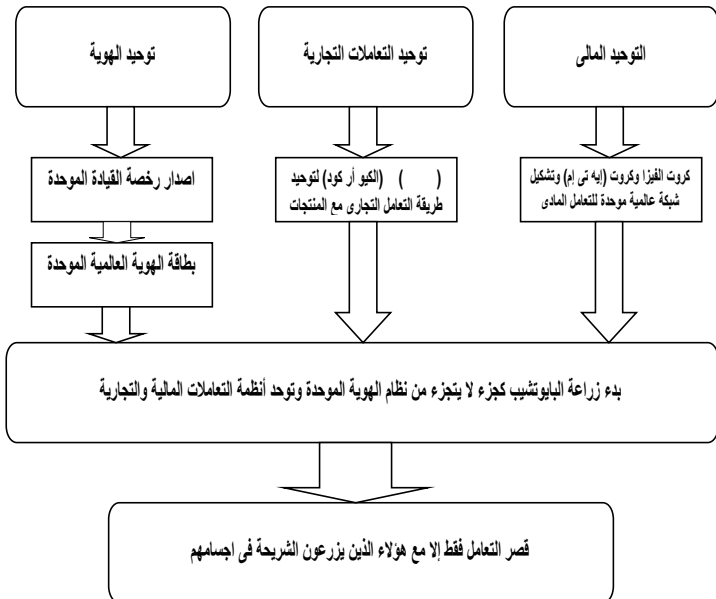 التوحيد المالى
توحيد التعاملات التجارية
توحيد الهوية
كروت الفيزا وكروت (إيه تى إم) وتشكيل
شبكة عالمية موحدة للتعامل المادى
(    ) (الكيو أر كود) لتوحيد
طريقة التعامل التجارى مع المنتجات
اصدار رخصة القيادة الموحدة
بطاقة الهوية العالمية الموحدة
بدء زراعة البايوتشيب كجزء لا يتجزء من نظام الهوية الموحدة وتوحد أنظمة التعاملات المالية والتجارية
قصر التعامل فقط إلا مع هؤلاء الذين يزرعون الشريحة فى اجسامهم